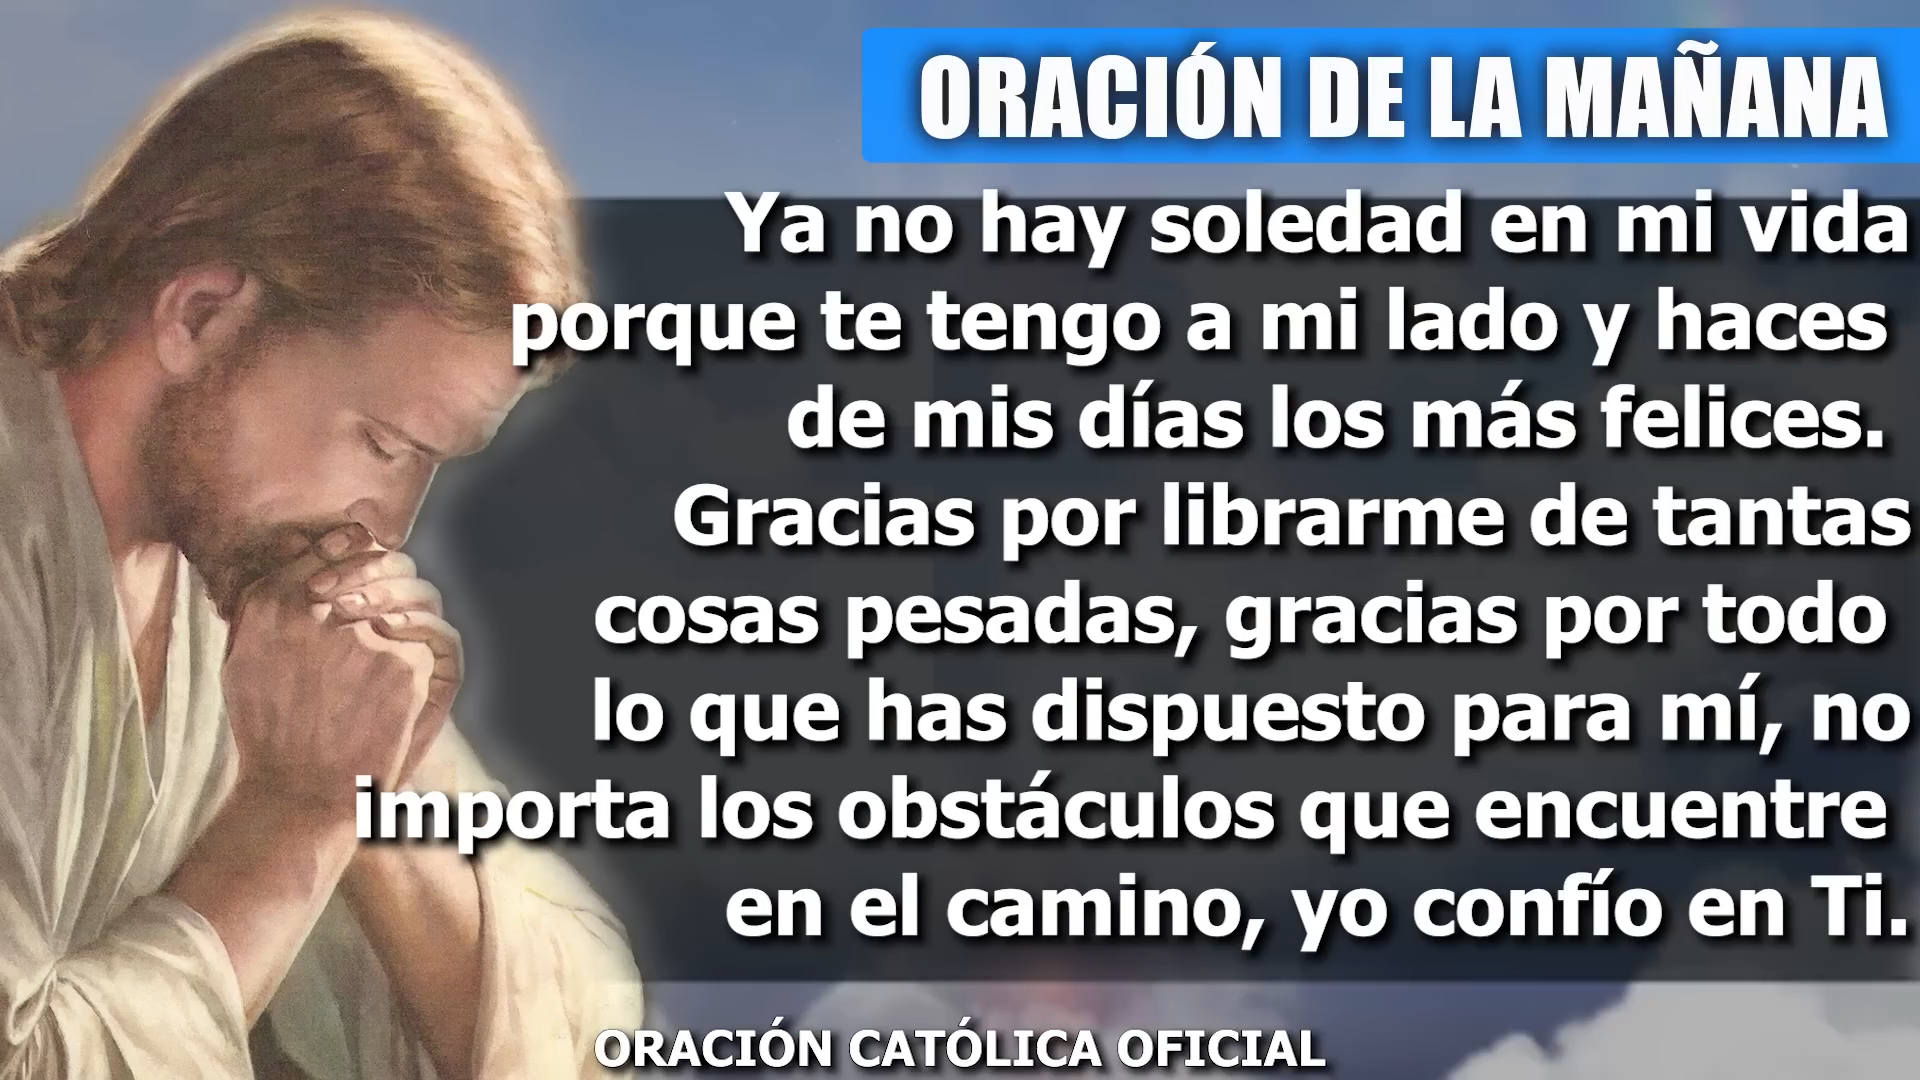 ORACIÓN DE LA MAÑANA
Ya no hay soledad en mi vida
porque te tengo a mi lado y haces
de mis días los más felices.
Gracias por librarme de tantas
cosas pesadas, gracias por todo
lo que has dispuesto para mí, no
importa los obstáculos que encuentre
en el camino, yo confío en Ti.
ORACIÓN CATÓLICA OFICIAL